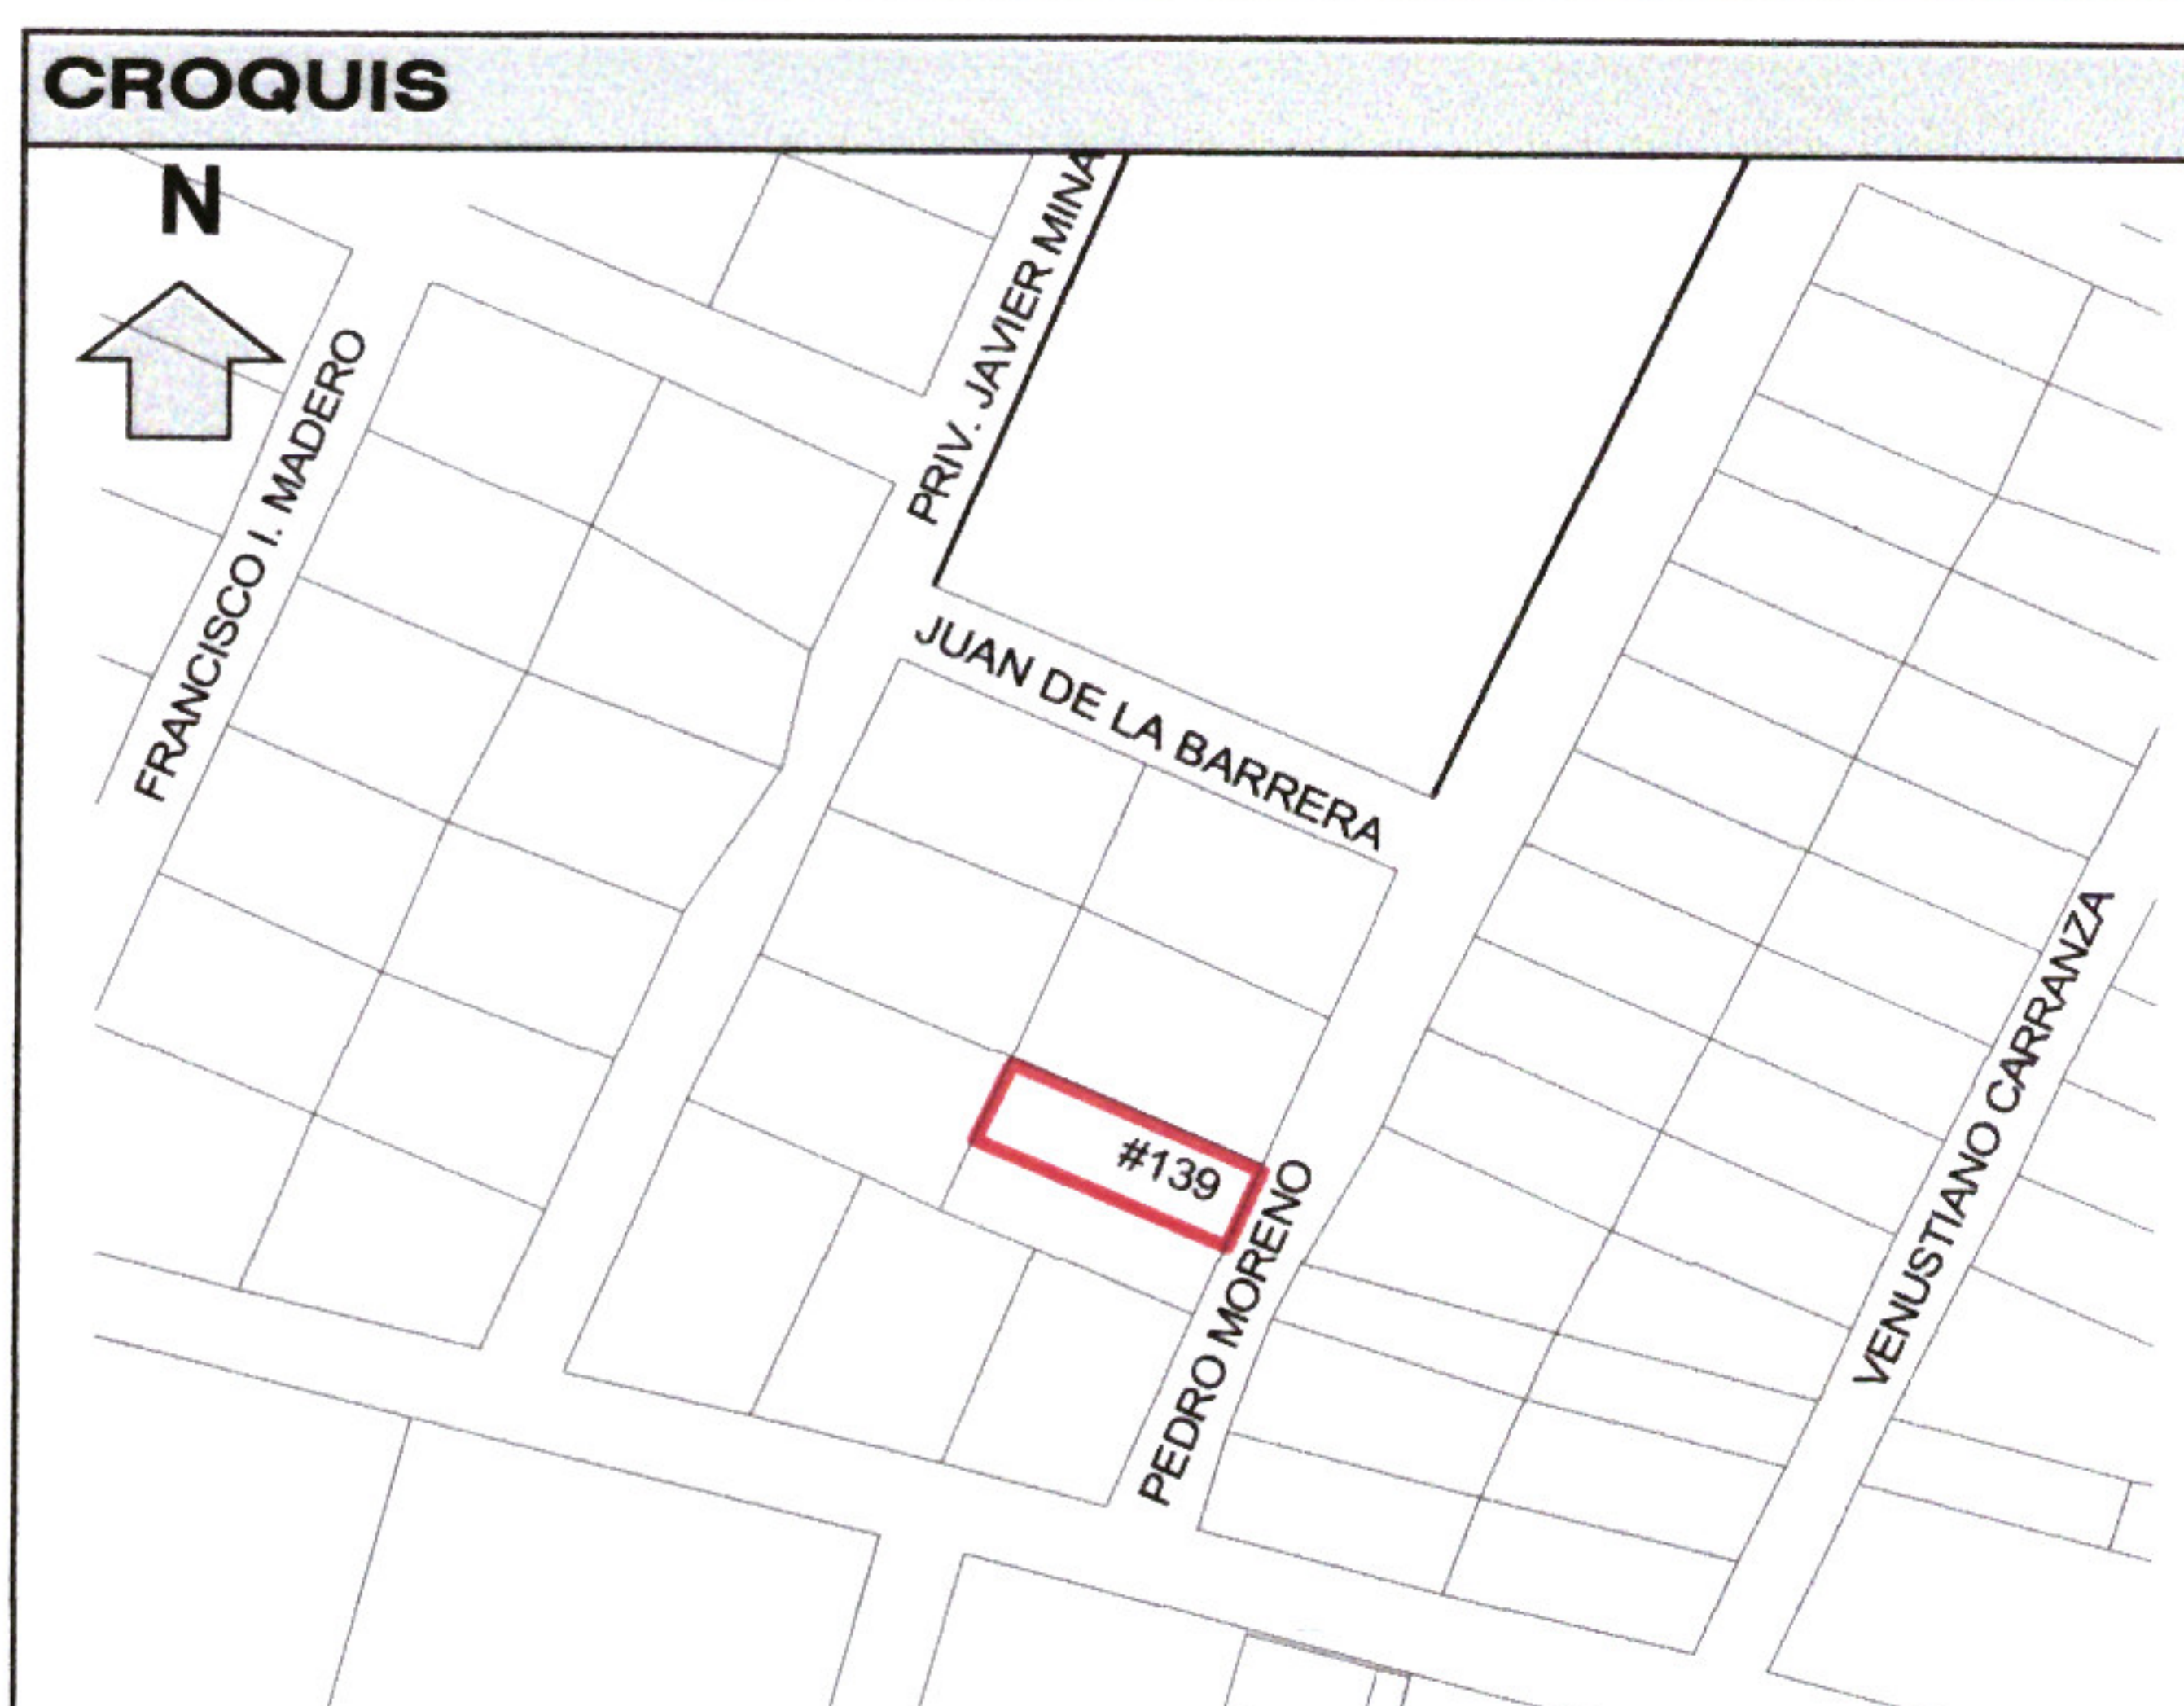 CROQUIS
N
PRIV. JAVIER MINA
FRANCISCO I. MADERO
JUAN DE LA BARRERA
#139
PEDRO MORENO
VENUSTIANO CARRANZA